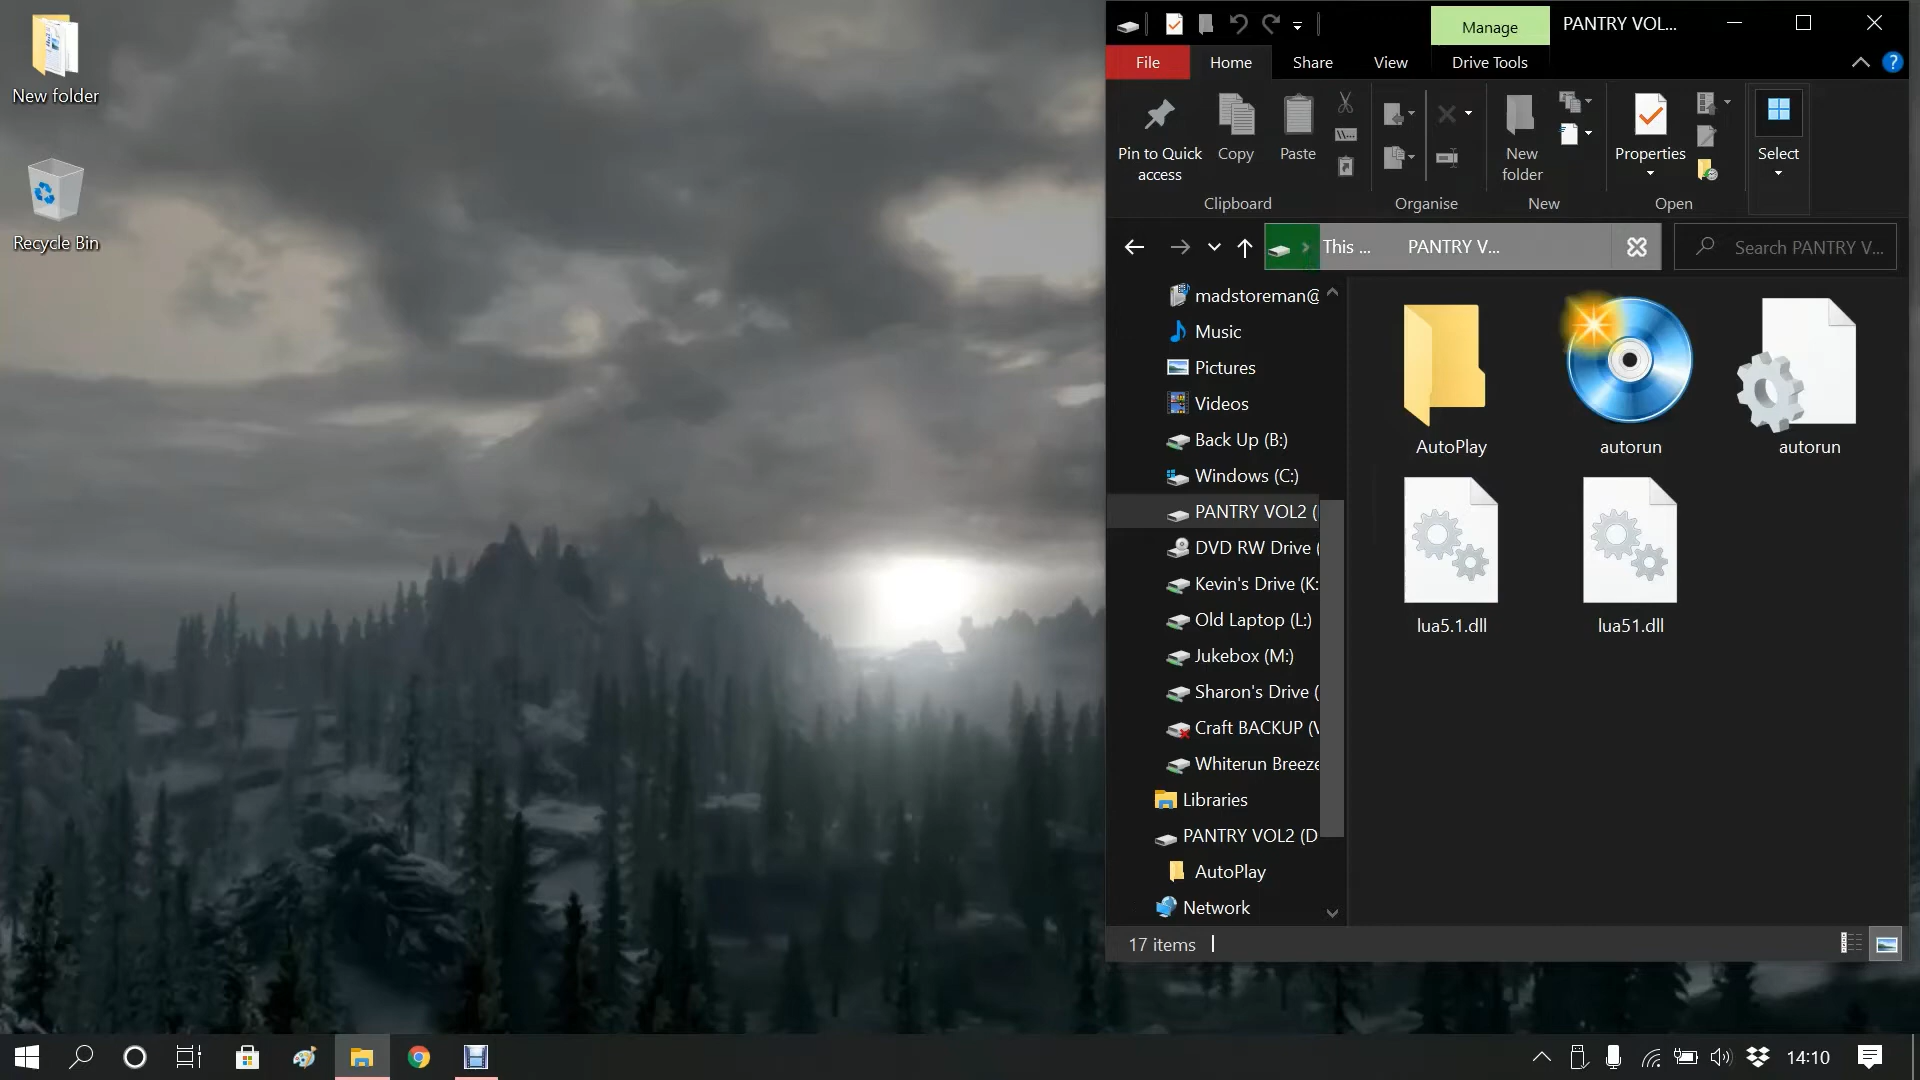 New folder
Recycle Bin
Manage
PANTRY VOL...
File
Home
Share
View
Drive Tools
Pin to Quick
access
Copy
Paste
New
folder
Properties
Select
Clipboard
Organise
New
Open
This ...
PANTRY V...
Search PANTRY V...
madstoreman@
Music
Pictures
Videos
Back Up (B:)
Windows (C:)
PANTRY VOL2 (
DVD RW Drive (
Kevin's Drive (K:
Old Laptop (L:)
Jukebox (M:)
Sharon's Drive (
Craft BACKUP (V
Whiterun Breeze
Libraries
PANTRY VOL2 (D
AutoPlay
Network
AutoPlay
autorun
autorun
lua5.1.dll
lua51.dll
17 items
14:10